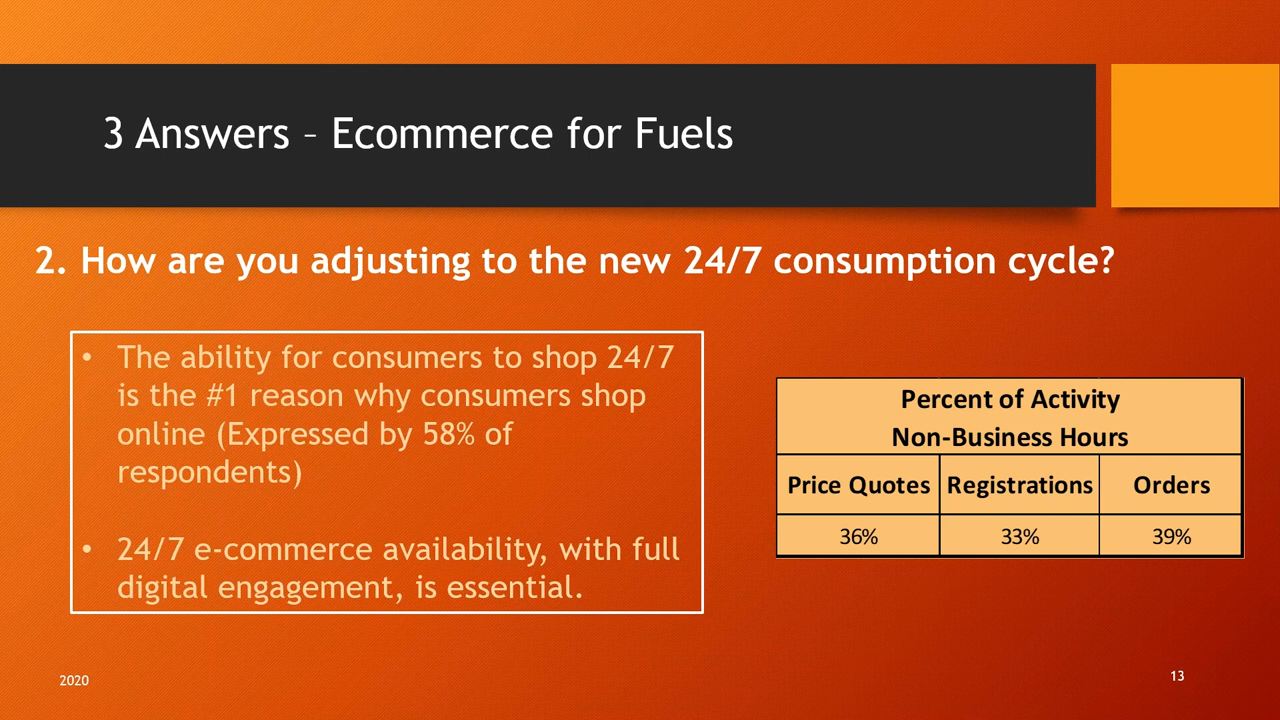 3 Answers – Ecommerce for Fuels
2. How are you adjusting to the new 24/7 consumption cycle?
• The ability for consumers to shop 24/7
is the #1 reason why consumers shop
online (Expressed by 58% of
respondents)
• 24/7 e-commerce availability, with full
digital engagement, is essential.
Percent of Activity
Non-Business Hours
Price Quotes Registrations Orders
36% 33% 39%
2020
13